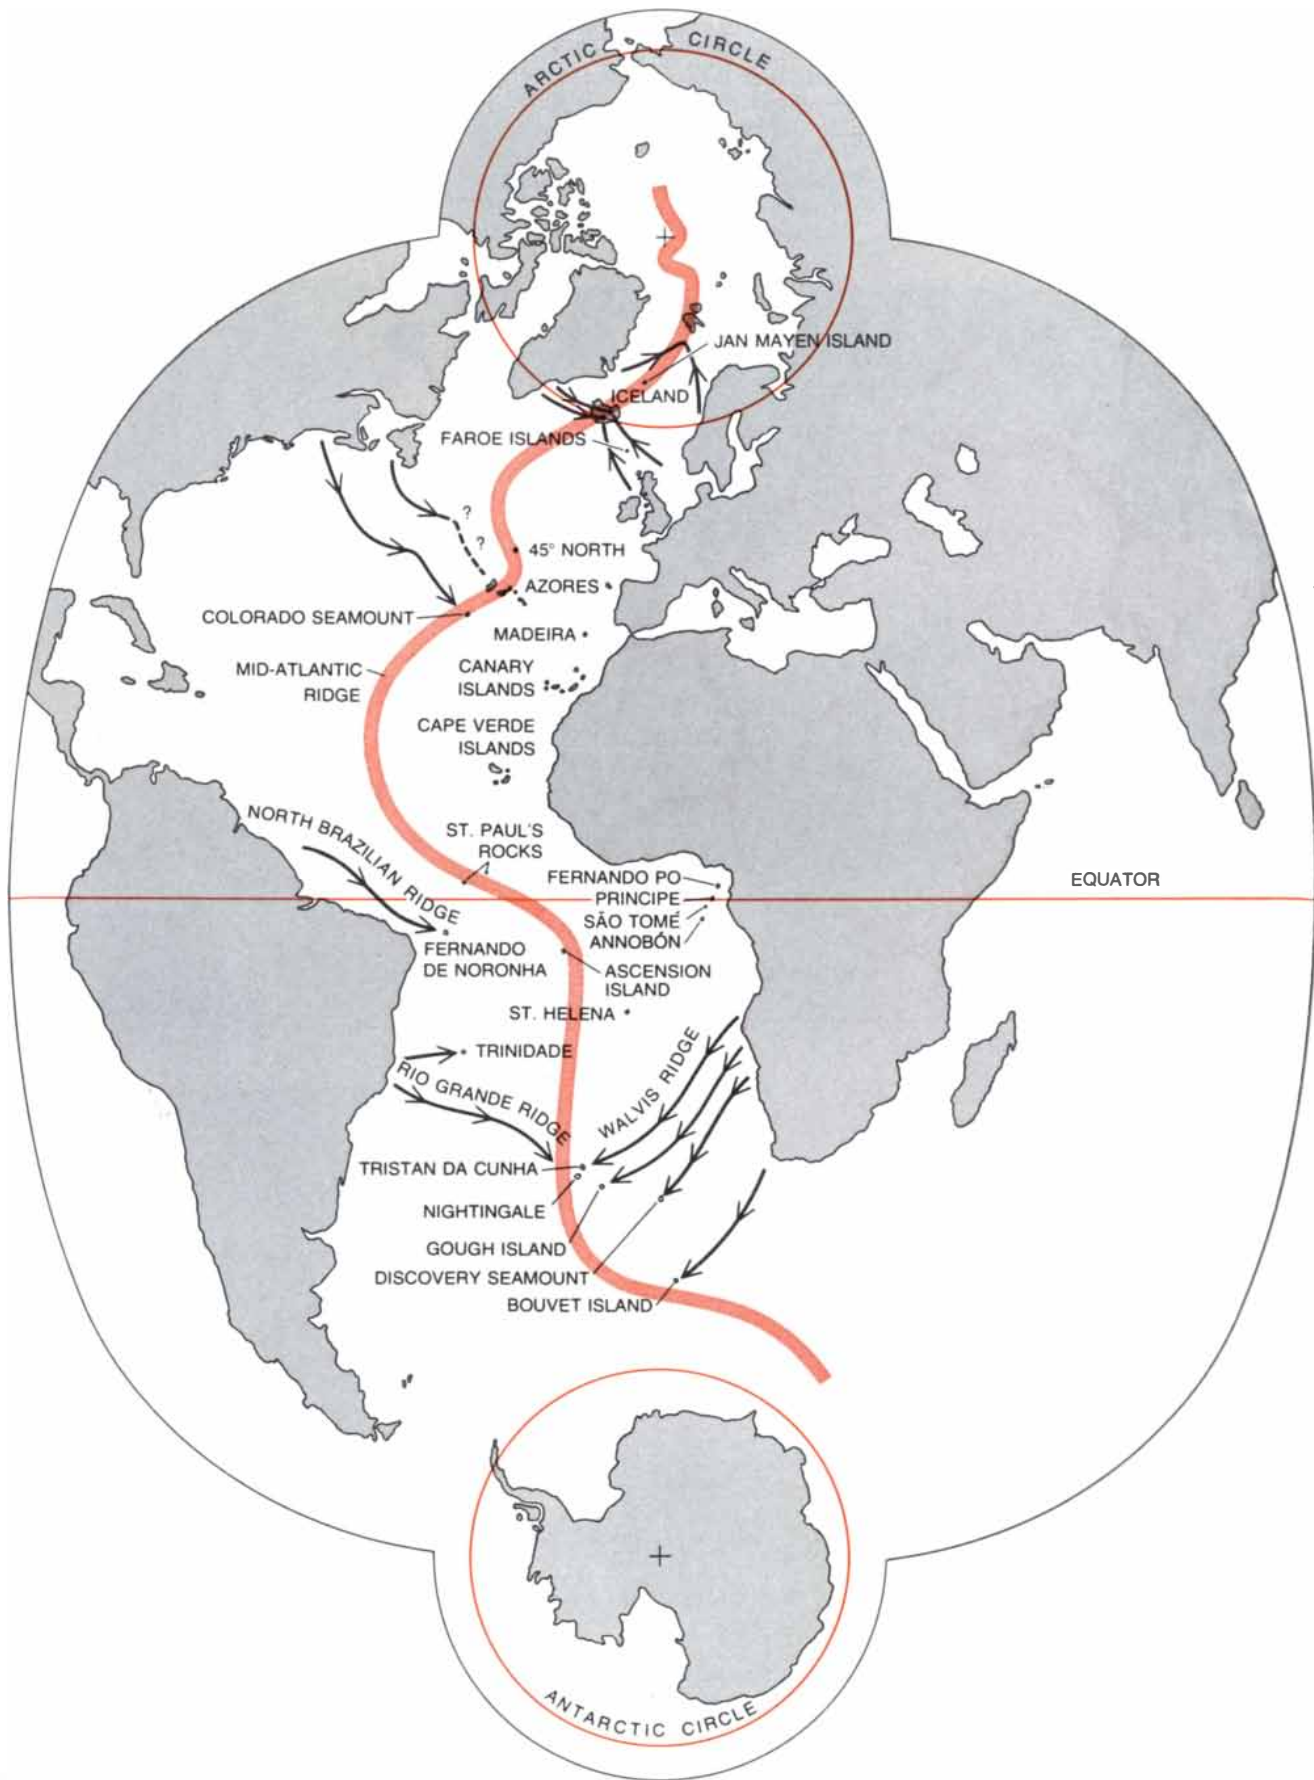 ARCTIC CIRCLE
JAN MAYEN ISLAND
ICELAND
FAROE ISLANDS
?
?
45° NORTH
AZORES
COLORADO SEAMOUNT
MADEIRA
MID-ATLANTIC
RIDGE
CANARY
ISLANDS
CAPE VERDE
ISLANDS
NORTH BRAZILIAN RIDGE
ST. PAUL'S
ROCKS
FERNANDO PO
PRINCIPE
SÃO TOMÉ
ANNOBÓN
EQUATOR
FERNANDO
DE NORONHA
ASCENSION
ISLAND
ST. HELENA
TRINIDADE
RIO GRANDE RIDGE
WALVIS RIDGE
TRISTAN DA CUNHA
NIGHTINGALE
GOUGH ISLAND
DISCOVERY SEAMOUNT
BOUVET ISLAND
ANTARCTIC CIRCLE